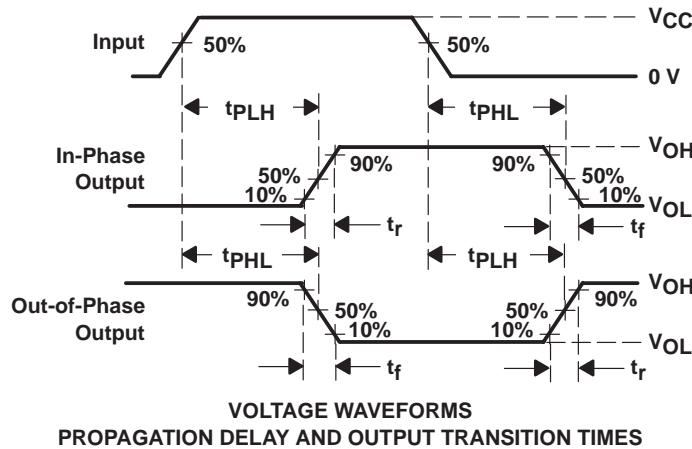 VCC
Input
50%
50%
0 V
tPLH
tPHL
In-Phase
Output
VOH
90%
90%
50%
50%
10%
10%
VOL
tr
tf
tPHL
tPLH
Out-of-Phase
Output
VOH
90%
90%
50%
50%
10%
10%
VOL
tf
tr
VOLTAGE WAVEFORMS
PROPAGATION DELAY AND OUTPUT TRANSITION TIMES